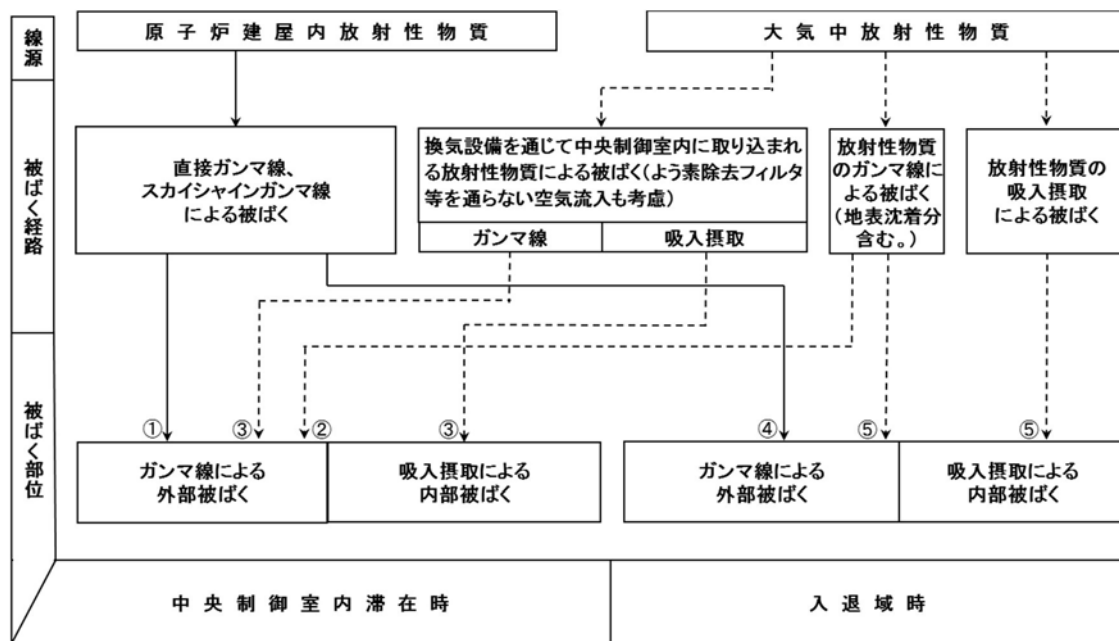 線源
原子炉建屋内放射性物質
大気中放射性物質
被ばく経路
直接ガンマ線、
スカイシャインガンマ線
による被ばく
換気設備を通じて中央制御室内に取り込まれ
る放射性物質による被ばく(よう素除去フィルタ
等を通らない空気流入も考慮)
ガンマ線
吸入摂取
放射性物質
のガンマ線に
よる被ばく
(地表沈着分
含む。)
放射性物質の
吸入摂取
による被ばく
被ばく部位
①
③
②
③
④
⑤
⑤
ガンマ線による
外部被ばく
吸入摂取による
内部被ばく
ガンマ線による
外部被ばく
吸入摂取による
内部被ばく
中央制御室内滞在時
入退域時